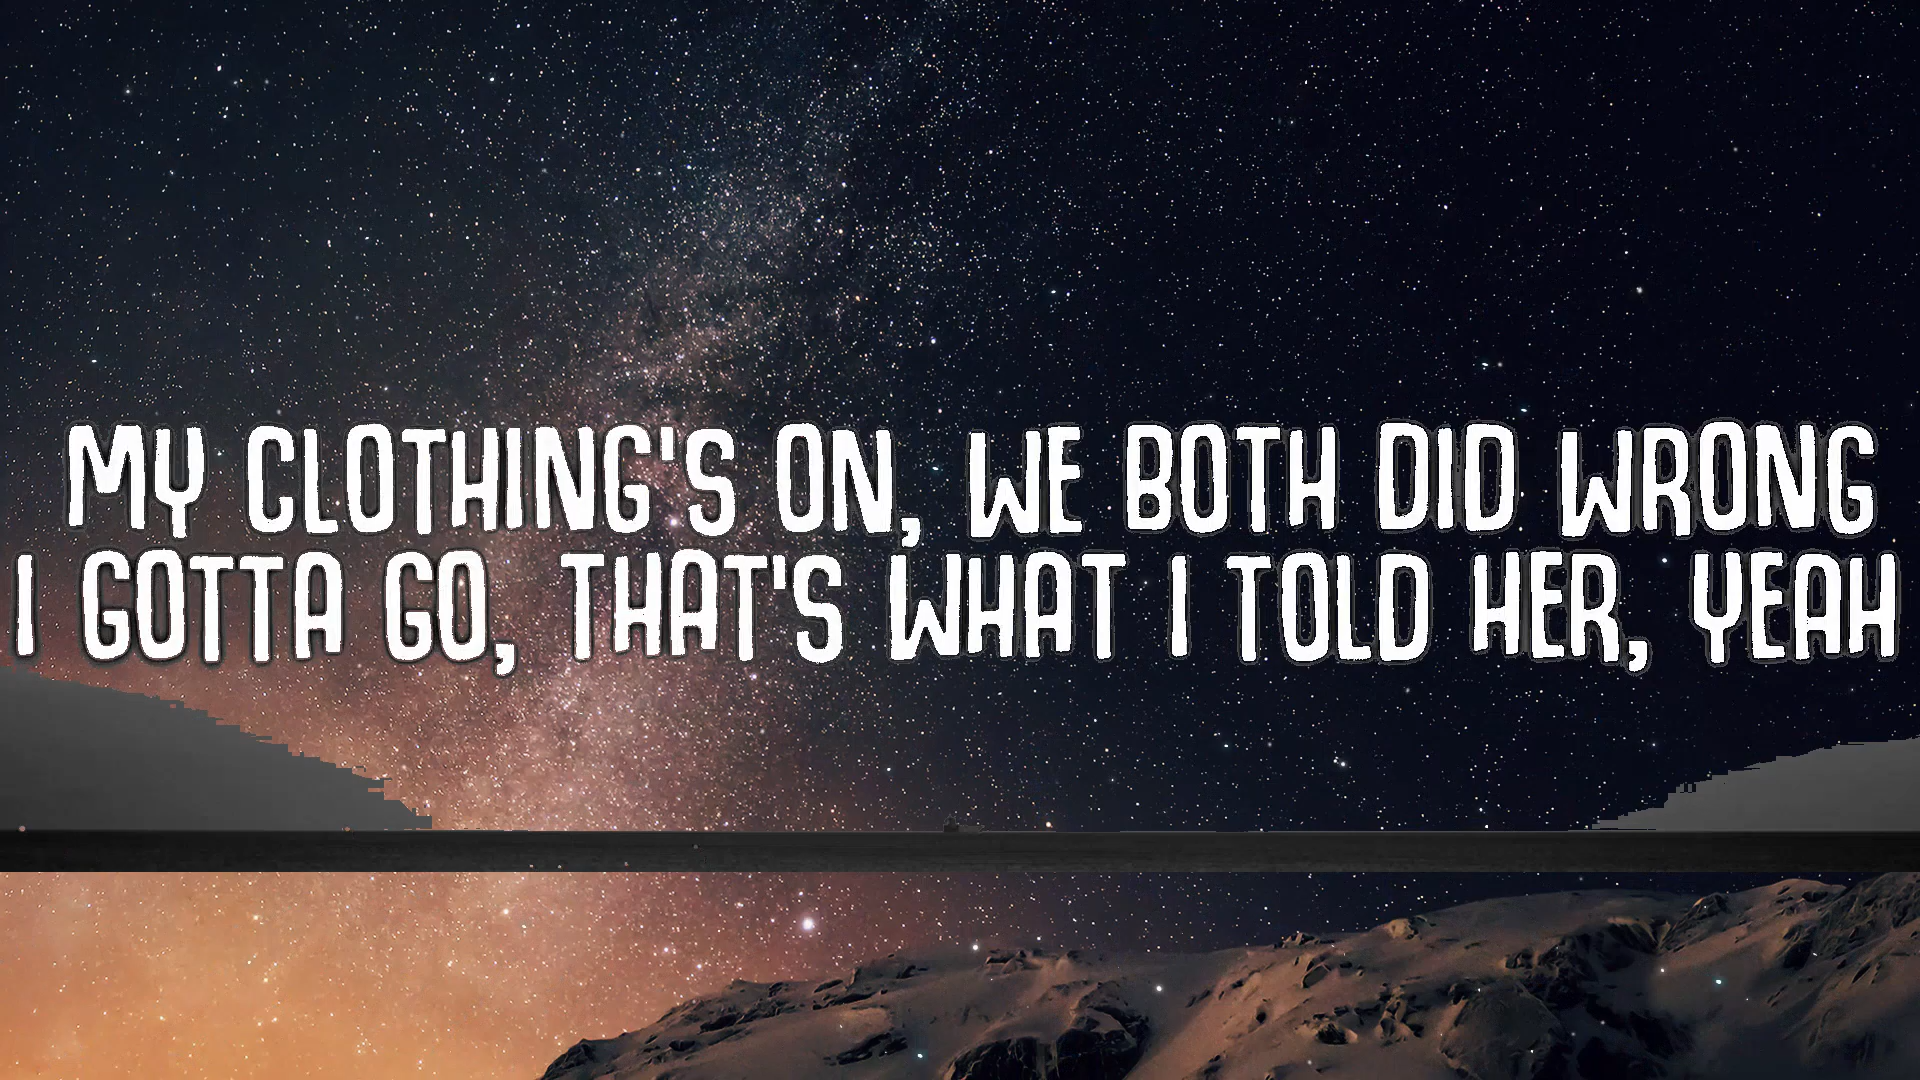 MY CLOTHING'S ON, WE BOTH DID WRONG
I GOTTA GO, THAT'S WHAT I TOLD HER, YEAH